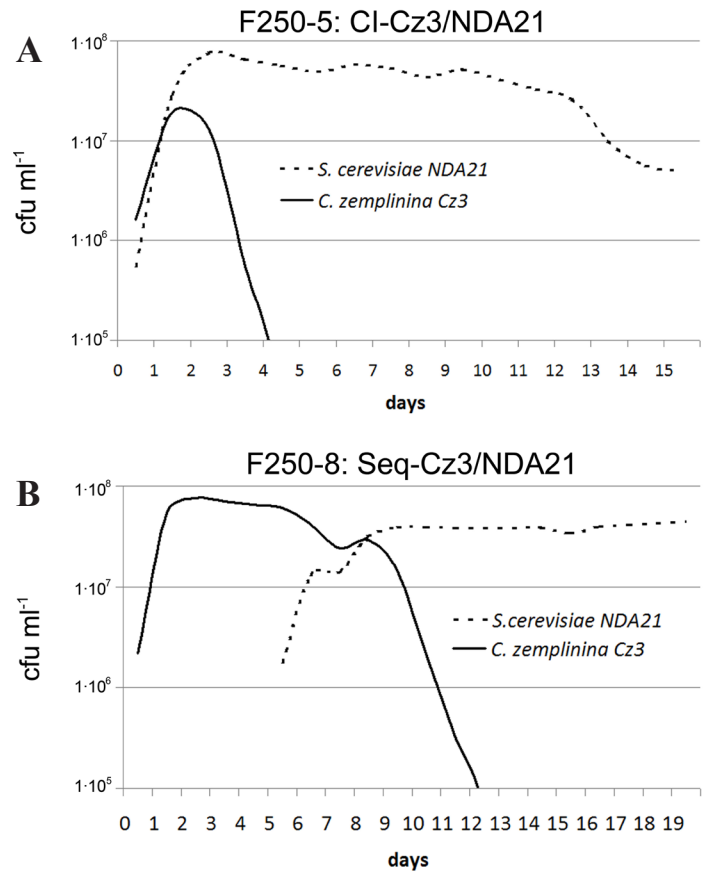 F250-5: CI-Cz3/NDA21
A
1·10⁸
1·10⁷
1·10⁶
1·10⁵
cfu ml⁻¹
S. cerevisiae NDA21
C. zemplinina Cz3
0 1 2 3 4 5 6 7 8 9 10 11 12 13 14 15
days
F250-8: Seq-Cz3/NDA21
B
1·10⁸
1·10⁷
1·10⁶
1·10⁵
cfu ml⁻¹
S.cerevisiae NDA21
C. zemplinina Cz3
0 1 2 3 4 5 6 7 8 9 10 11 12 13 14 15 16 17 18 19
days